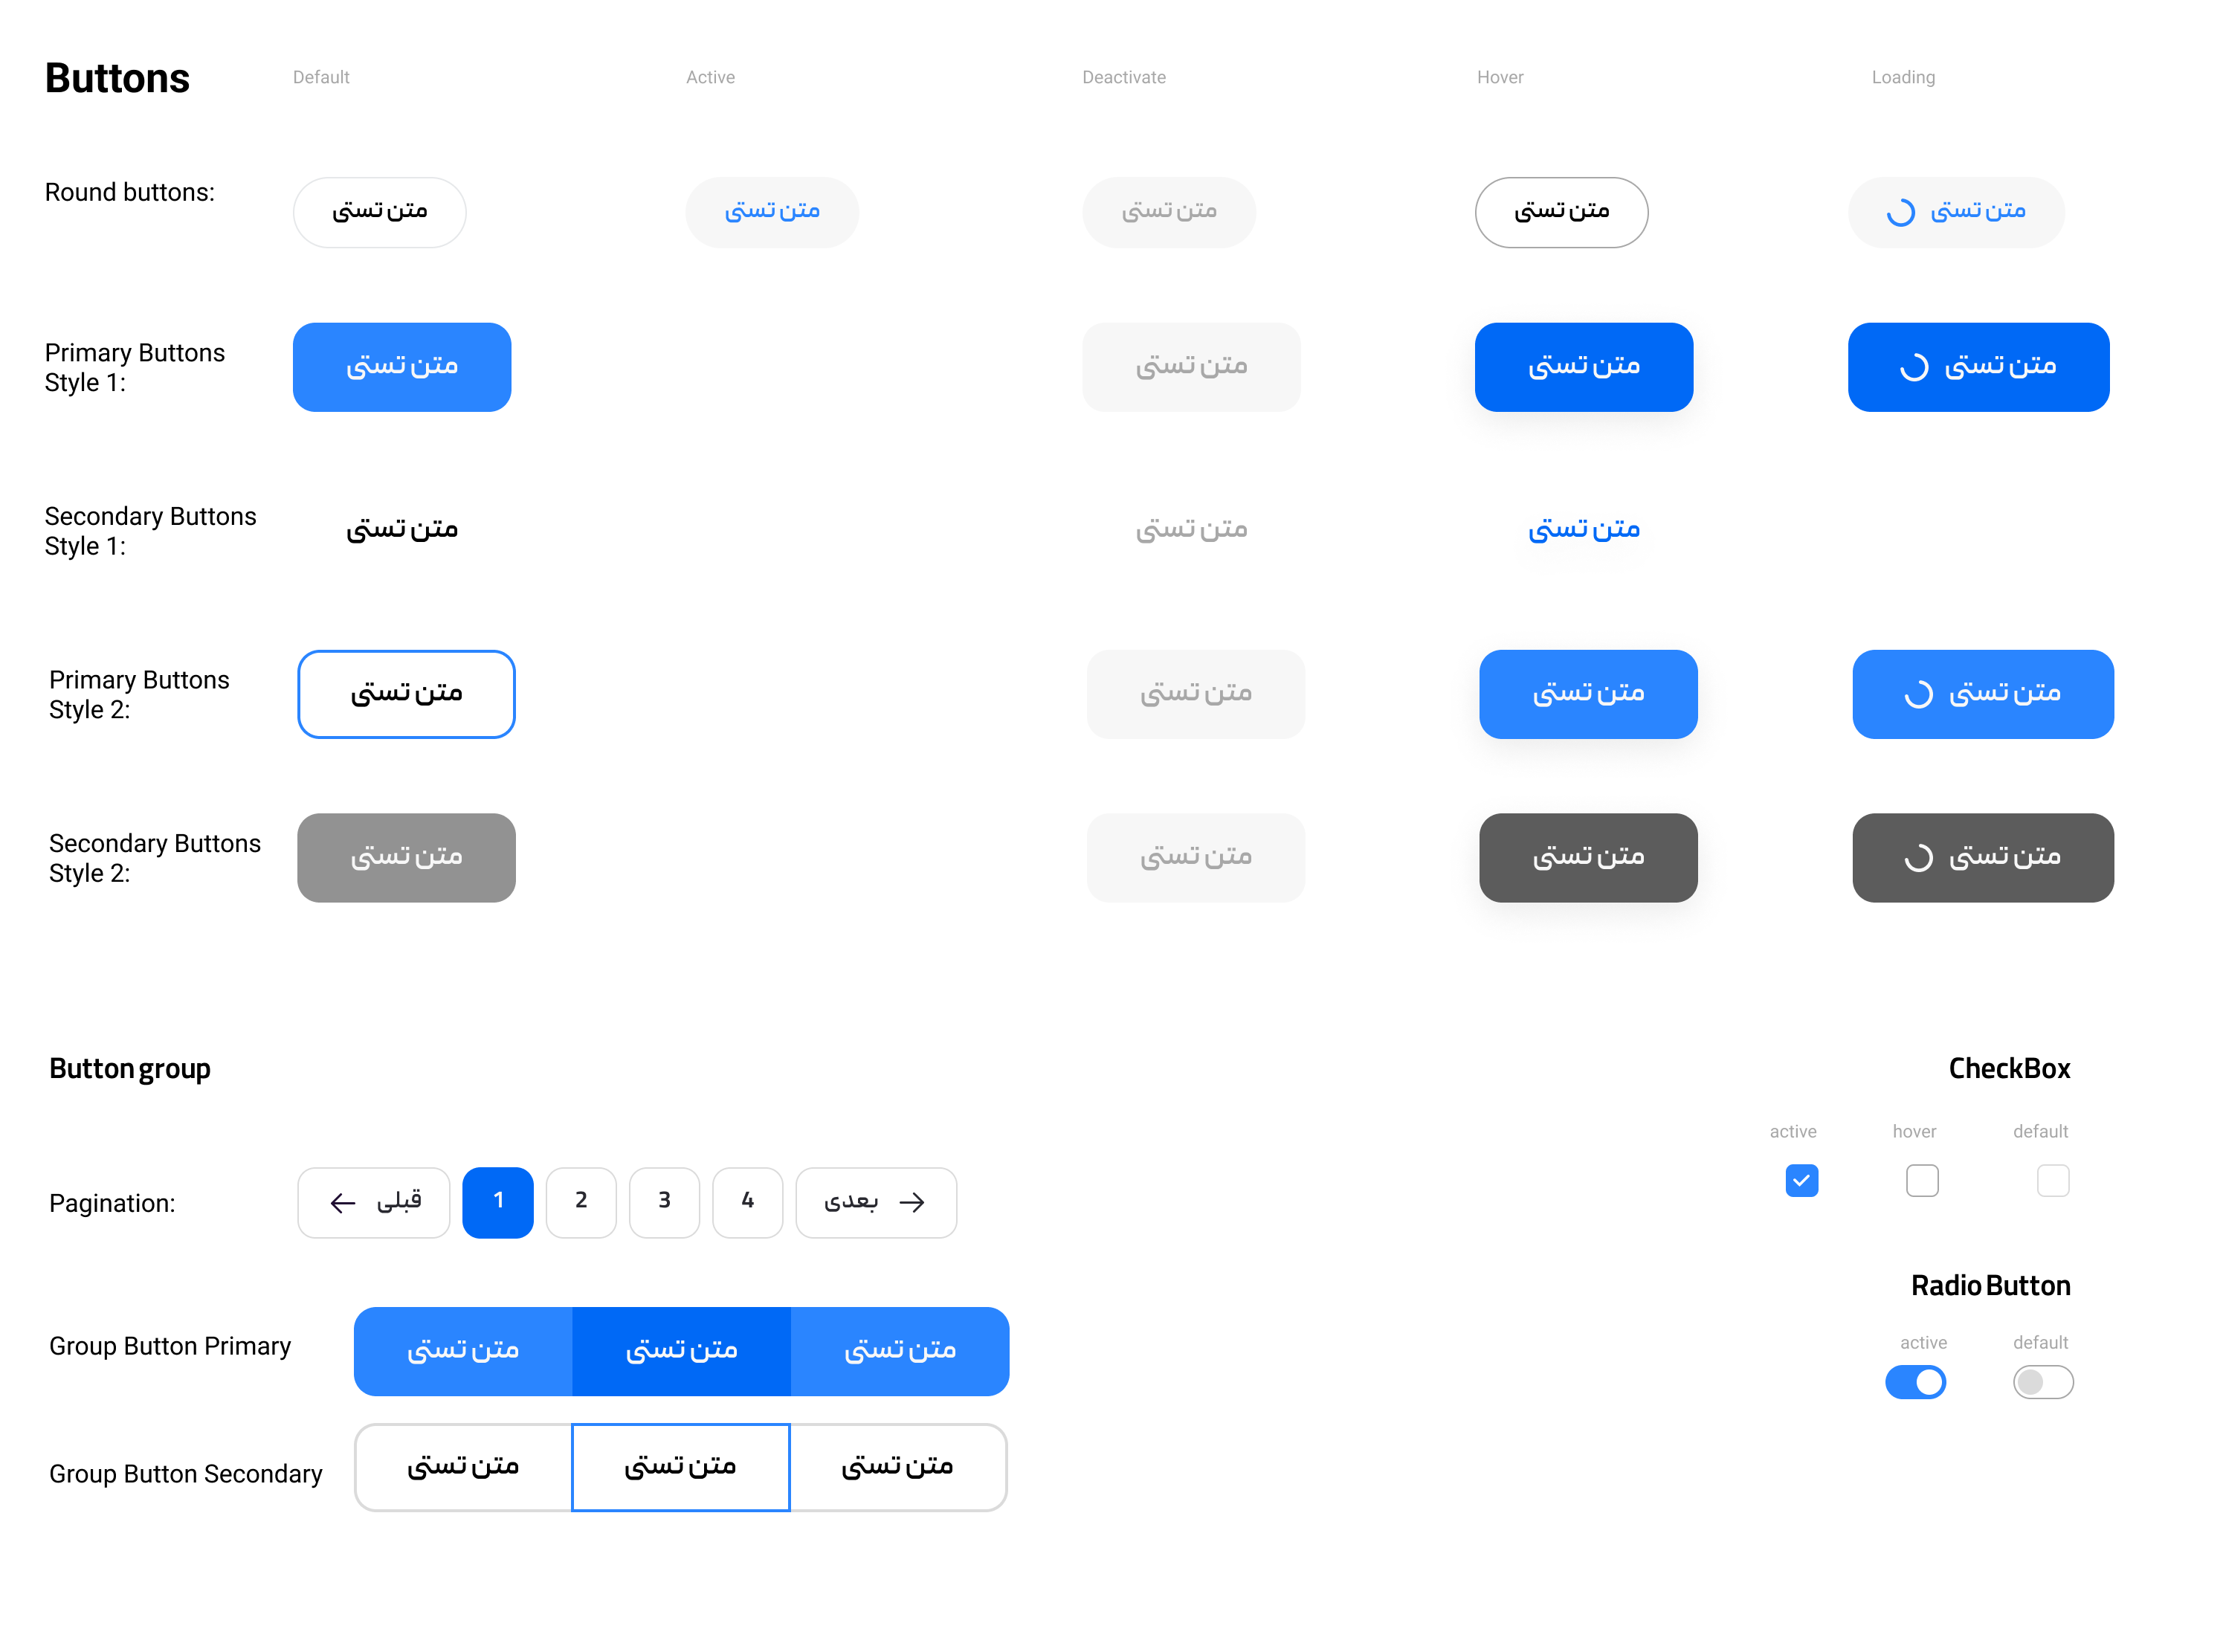 Buttons
Default
Active
Deactivate
Hover
Loading
Round buttons:
متن تستی
متن تستی
متن تستی
متن تستی
متن تستی
Primary Buttons
Style 1:
متن تستی
متن تستی
متن تستی
متن تستی
Secondary Buttons
Style 1:
متن تستی
متن تستی
متن تستی
Primary Buttons
Style 2:
متن تستی
متن تستی
متن تستی
متن تستی
Secondary Buttons
Style 2:
متن تستی
متن تستی
متن تستی
متن تستی
Button group
Pagination:
← قبلی
1
2
3
4
بعدی →
Group Button Primary
متن تستی
متن تستی
متن تستی
Group Button Secondary
متن تستی
متن تستی
متن تستی
CheckBox
active
hover
default
Radio Button
active
default